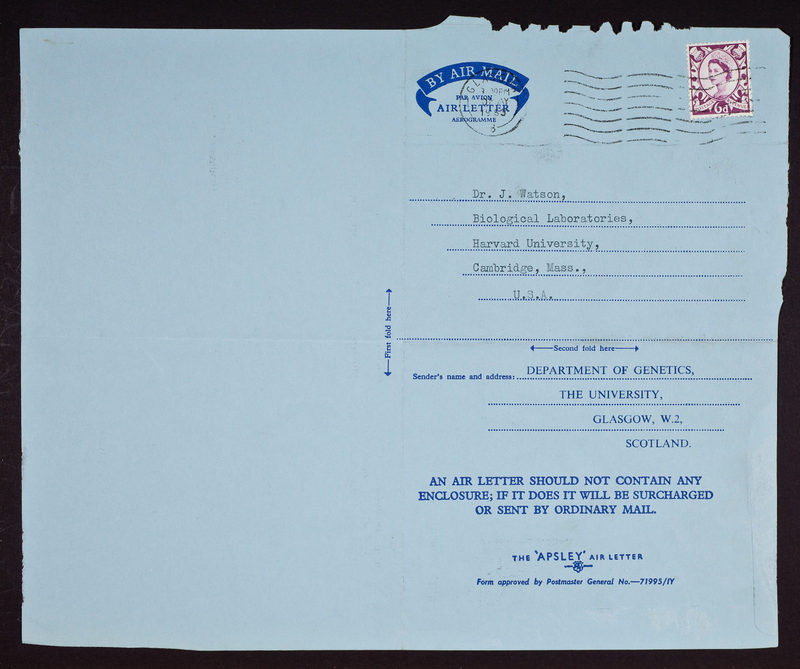 BY AIR MAIL
PAR AVION
AIR LETTER
AEROGRAMME
6d
Dr. J. Watson,
Biological Laboratories,
Harvard University,
Cambridge, Mass.,
U.S.A.
First fold here
Second fold here
Sender's name and address: DEPARTMENT OF GENETICS,
THE UNIVERSITY,
GLASGOW, W.2,
SCOTLAND.
AN AIR LETTER SHOULD NOT CONTAIN ANY
ENCLOSURE; IF IT DOES IT WILL BE SURCHARGED
OR SENT BY ORDINARY MAIL.
THE 'APSLEY' AIR LETTER
Form approved by Postmaster General No.—71995/IY